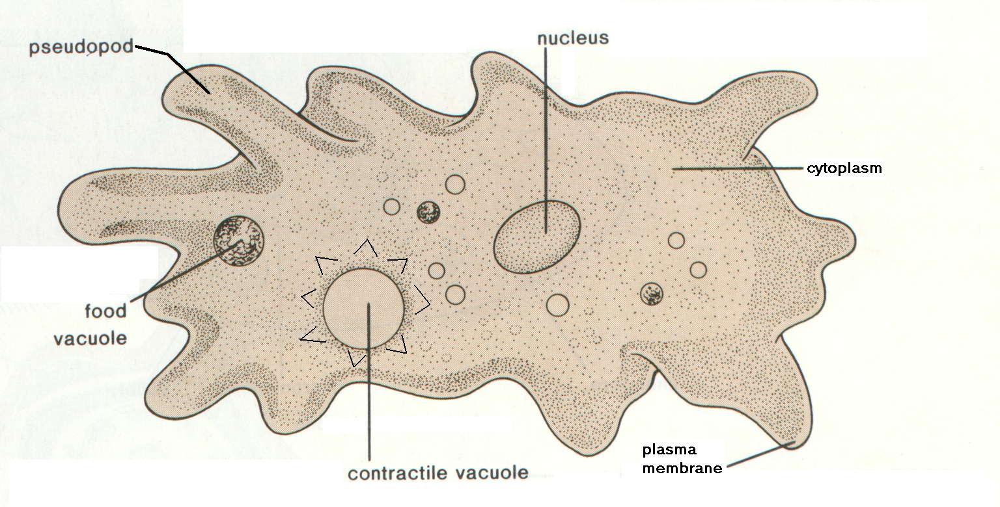 nucleus
pseudopod
cytoplasm
food
vacuole
plasma
membrane
contractile vacuole